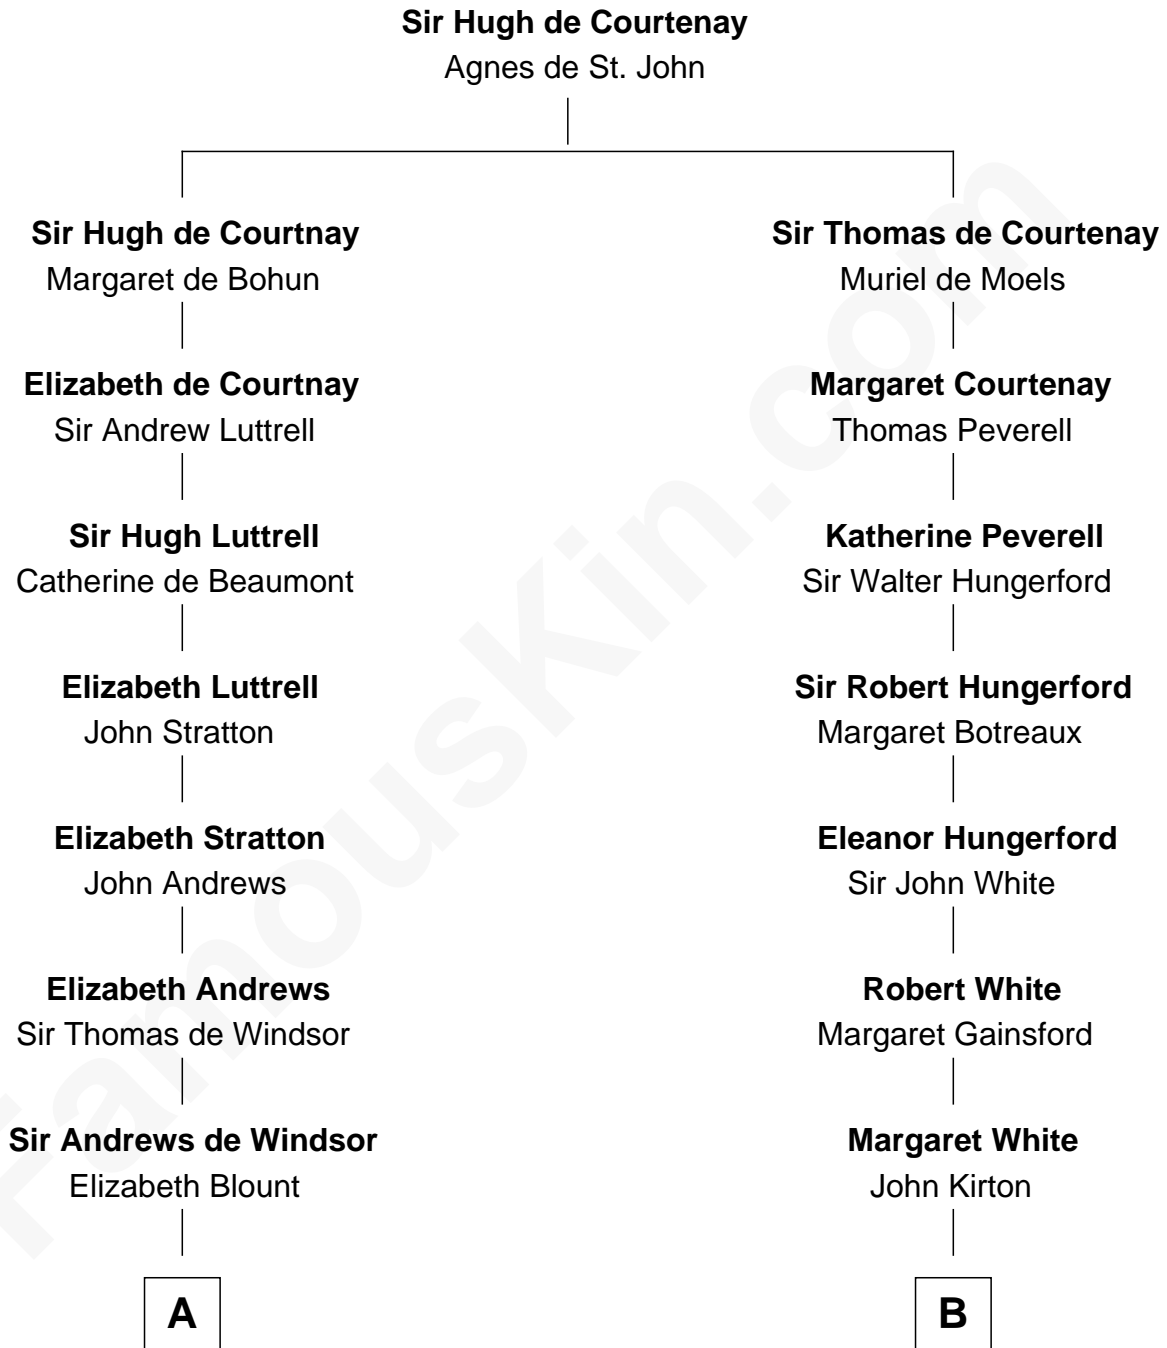 Sir Hugh de Courtenay
Agnes de St. John
Sir Hugh de Courtnay
Margaret de Bohun
Sir Thomas de Courtenay
Muriel de Moels
Elizabeth de Courtnay
Sir Andrew Luttrell
Margaret Courtenay
Thomas Peverell
Sir Hugh Luttrell
Catherine de Beaumont
Katherine Peverell
Sir Walter Hungerford
Elizabeth Luttrell
John Stratton
Sir Robert Hungerford
Margaret Botreaux
Elizabeth Stratton
John Andrews
Eleanor Hungerford
Sir John White
Elizabeth Andrews
Sir Thomas de Windsor
Robert White
Margaret Gainsford
Sir Andrews de Windsor
Elizabeth Blount
Margaret White
John Kirton
A
B
FamousKin.com